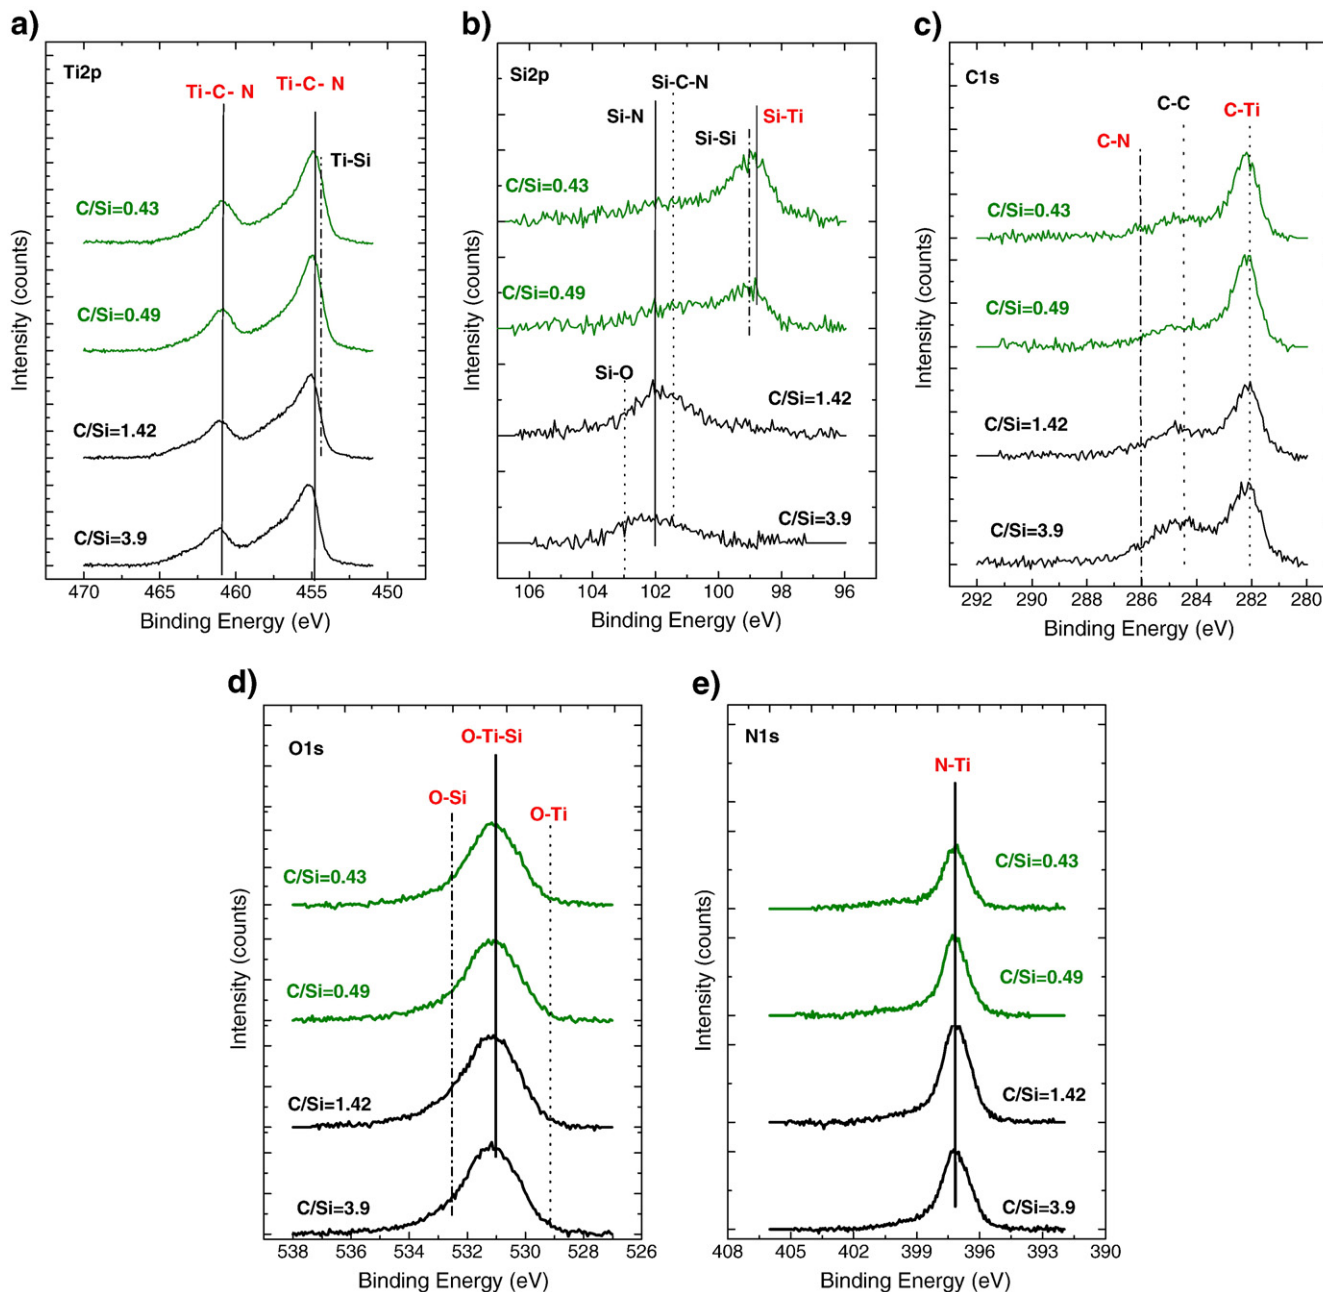 a)
Ti2p
Ti-C- N
Ti-C- N
Ti-Si
C/Si=0.43
C/Si=0.49
C/Si=1.42
C/Si=3.9
Intensity (counts)
470 465 460 455 450
Binding Energy (eV)
b)
Si2p
Si-C-N
Si-N
Si-Ti
Si-Si
C/Si=0.43
C/Si=0.49
Si-O
C/Si=1.42
C/Si=3.9
Intensity (counts)
106 104 102 100 98 96
Binding Energy (eV)
c)
C1s
C-C
C-Ti
C-N
C/Si=0.43
C/Si=0.49
C/Si=1.42
C/Si=3.9
Intensity (counts)
292 290 288 286 284 282 280
Binding Energy (eV)
d)
O1s
O-Ti-Si
O-Si
O-Ti
C/Si=0.43
C/Si=0.49
C/Si=1.42
C/Si=3.9
Intensity (counts)
538 536 534 532 530 528 526
Binding Energy (eV)
e)
N1s
N-Ti
C/Si=0.43
C/Si=0.49
C/Si=1.42
C/Si=3.9
Intensity (counts)
408 405 402 399 396 393 390
Binding Energy (eV)